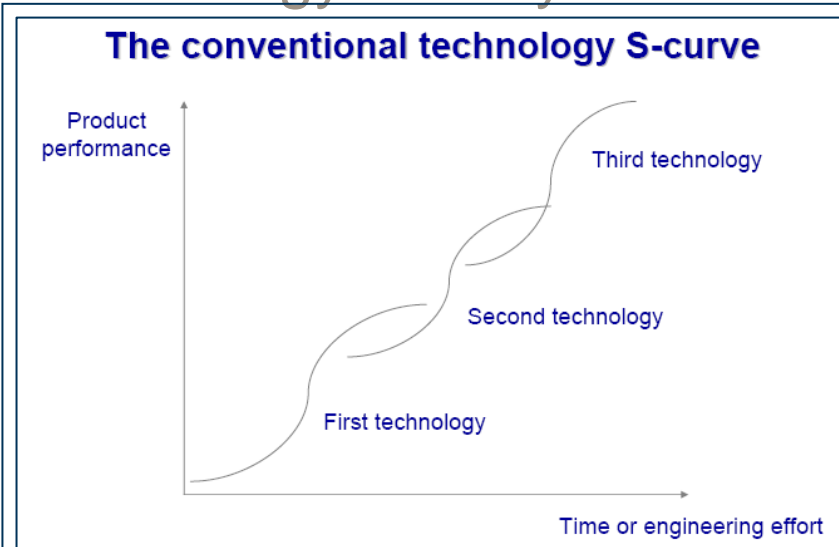 The conventional technology S-curve
Product
performance
Third technology
Second technology
First technology
Time or engineering effort